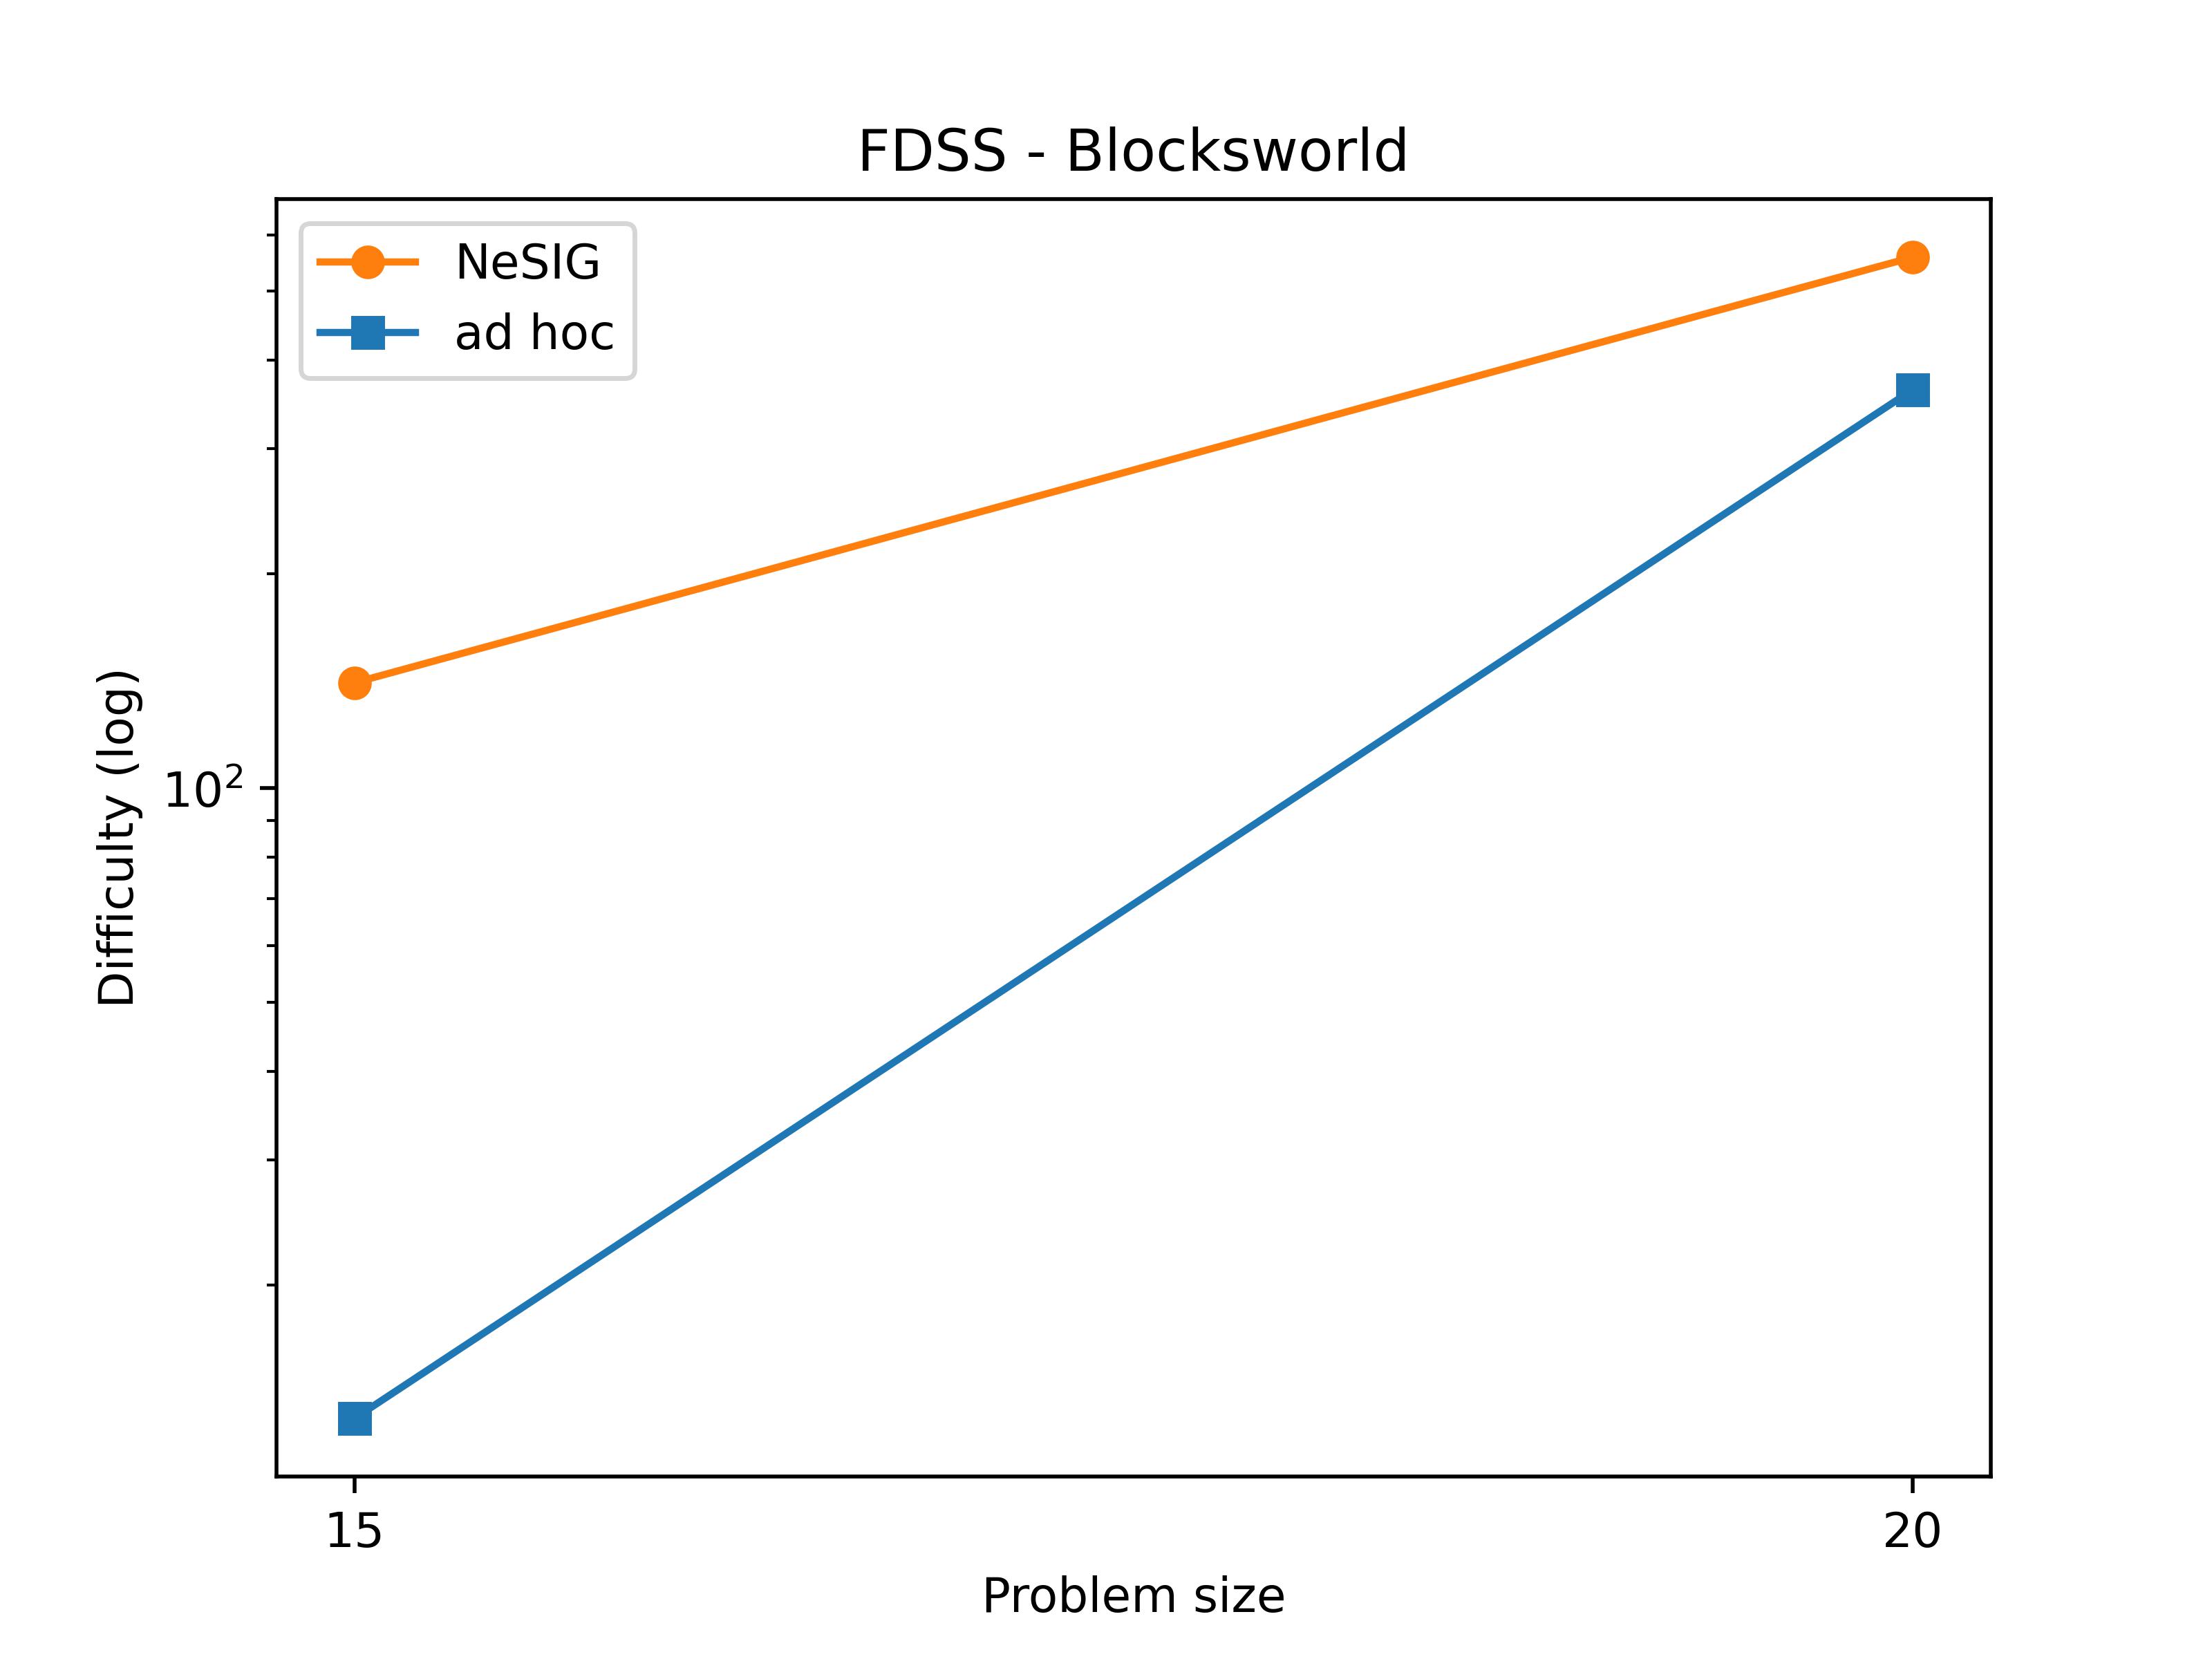 FDSS - Blocksworld
NeSIG
ad hoc
Difficulty (log)
10²
15
20
Problem size